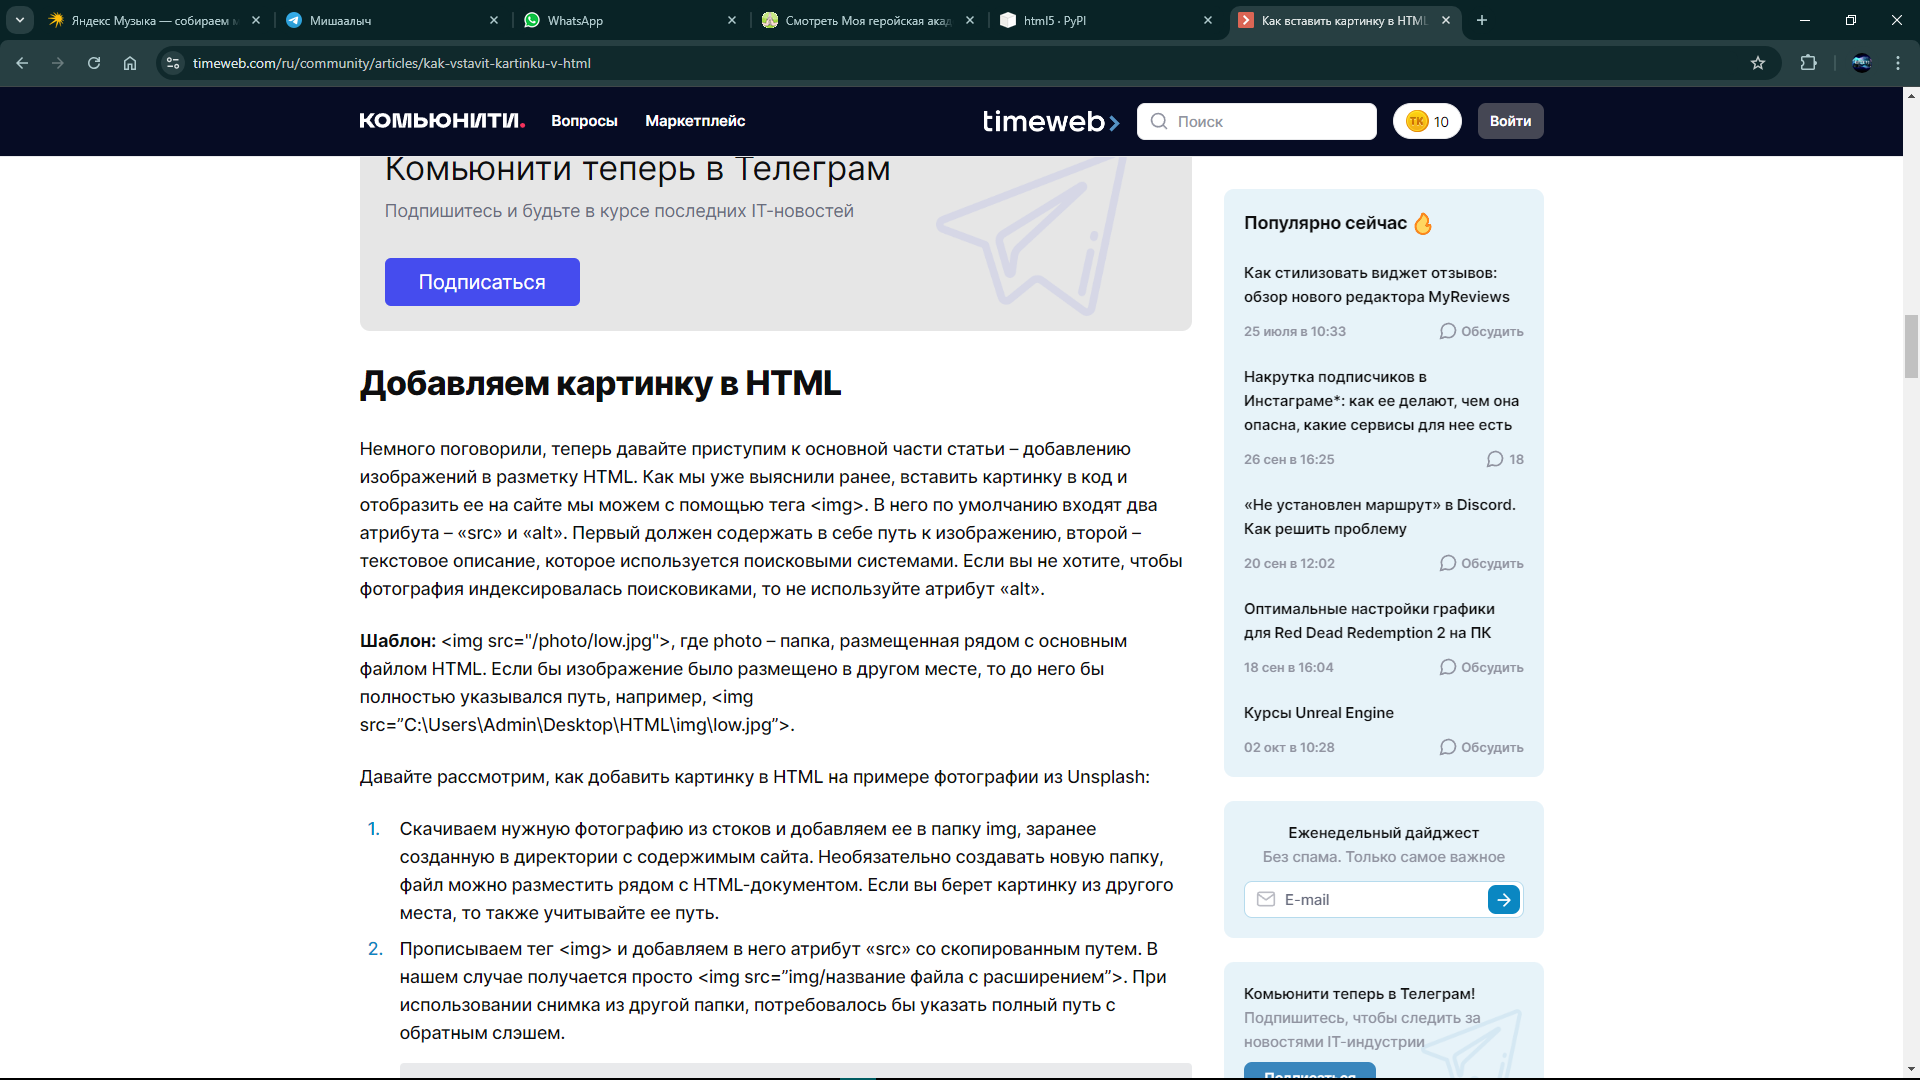 Яндекс Музыка — собираем
Мишаалыч
WhatsApp
Смотреть Моя геройская акад
html5 · PyPI
Как вставить картинку в HTML
timeweb.com/ru/community/articles/kak-vstavit-kartinku-v-html
КОМЬЮНИТИ.
Вопросы
Маркетплейс
timeweb>
Поиск
ТК 10
Войти
Комьюнити теперь в Телеграм
Подпишитесь и будьте в курсе последних IT-новостей
Подписаться
Добавляем картинку в HTML
Немного поговорили, теперь давайте приступим к основной части статьи – добавлению
изображений в разметку HTML. Как мы уже выяснили ранее, вставить картинку в код и
отобразить ее на сайте мы можем с помощью тега <img>. В него по умолчанию входят два
атрибута – «src» и «alt». Первый должен содержать в себе путь к изображению, второй –
текстовое описание, которое используется поисковыми системами. Если вы не хотите, чтобы
фотография индексировалась поисковиками, то не используйте атрибут «alt».
Шаблон: <img src="/photo/low.jpg">, где photo – папка, размещенная рядом с основным
файлом HTML. Если бы изображение было размещено в другом месте, то до него бы
полностью указывался путь, например, <img
src=”C:\Users\Admin\Desktop\HTML\img\low.jpg”>.
Давайте рассмотрим, как добавить картинку в HTML на примере фотографии из Unsplash:
1. Скачиваем нужную фотографию из стоков и добавляем ее в папку img, заранее
созданную в директории с содержимым сайта. Необязательно создавать новую папку,
файл можно разместить рядом с HTML-документом. Если вы берет картинку из другого
места, то также учитывайте ее путь.
2. Прописываем тег <img> и добавляем в него атрибут «src» со скопированным путем. В
нашем случае получается просто <img src=”img/название файла с расширением”>. При
использовании снимка из другой папки, потребовалось бы указать полный путь с
обратным слэшем.
Популярно сейчас
Как стилизовать виджет отзывов:
обзор нового редактора MyReviews
25 июля в 10:33
Обсудить
Накрутка подписчиков в
Инстаграме*: как ее делают, чем она
опасна, какие сервисы для нее есть
26 сен в 16:25
18
«Не установлен маршрут» в Discord.
Как решить проблему
20 сен в 12:02
Обсудить
Оптимальные настройки графики
для Red Dead Redemption 2 на ПК
18 сен в 16:04
Обсудить
Курсы Unreal Engine
02 окт в 10:28
Обсудить
Еженедельный дайджест
Без спама. Только самое важное
E-mail
Комьюнити теперь в Телеграм!
Подпишитесь, чтобы следить за
новостями IT-индустрии
Подписаться